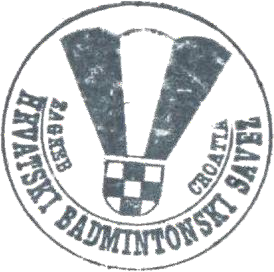 HRVATSKI BADMINTONSKI SAVEZ
ZAGREB
CROATIA